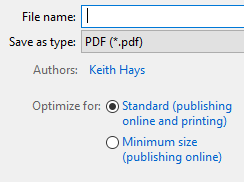 File name:
Save as type: PDF (*.pdf)
Authors: Keith Hays
Optimize for: Standard (publishing
online and printing)
Minimum size
(publishing online)